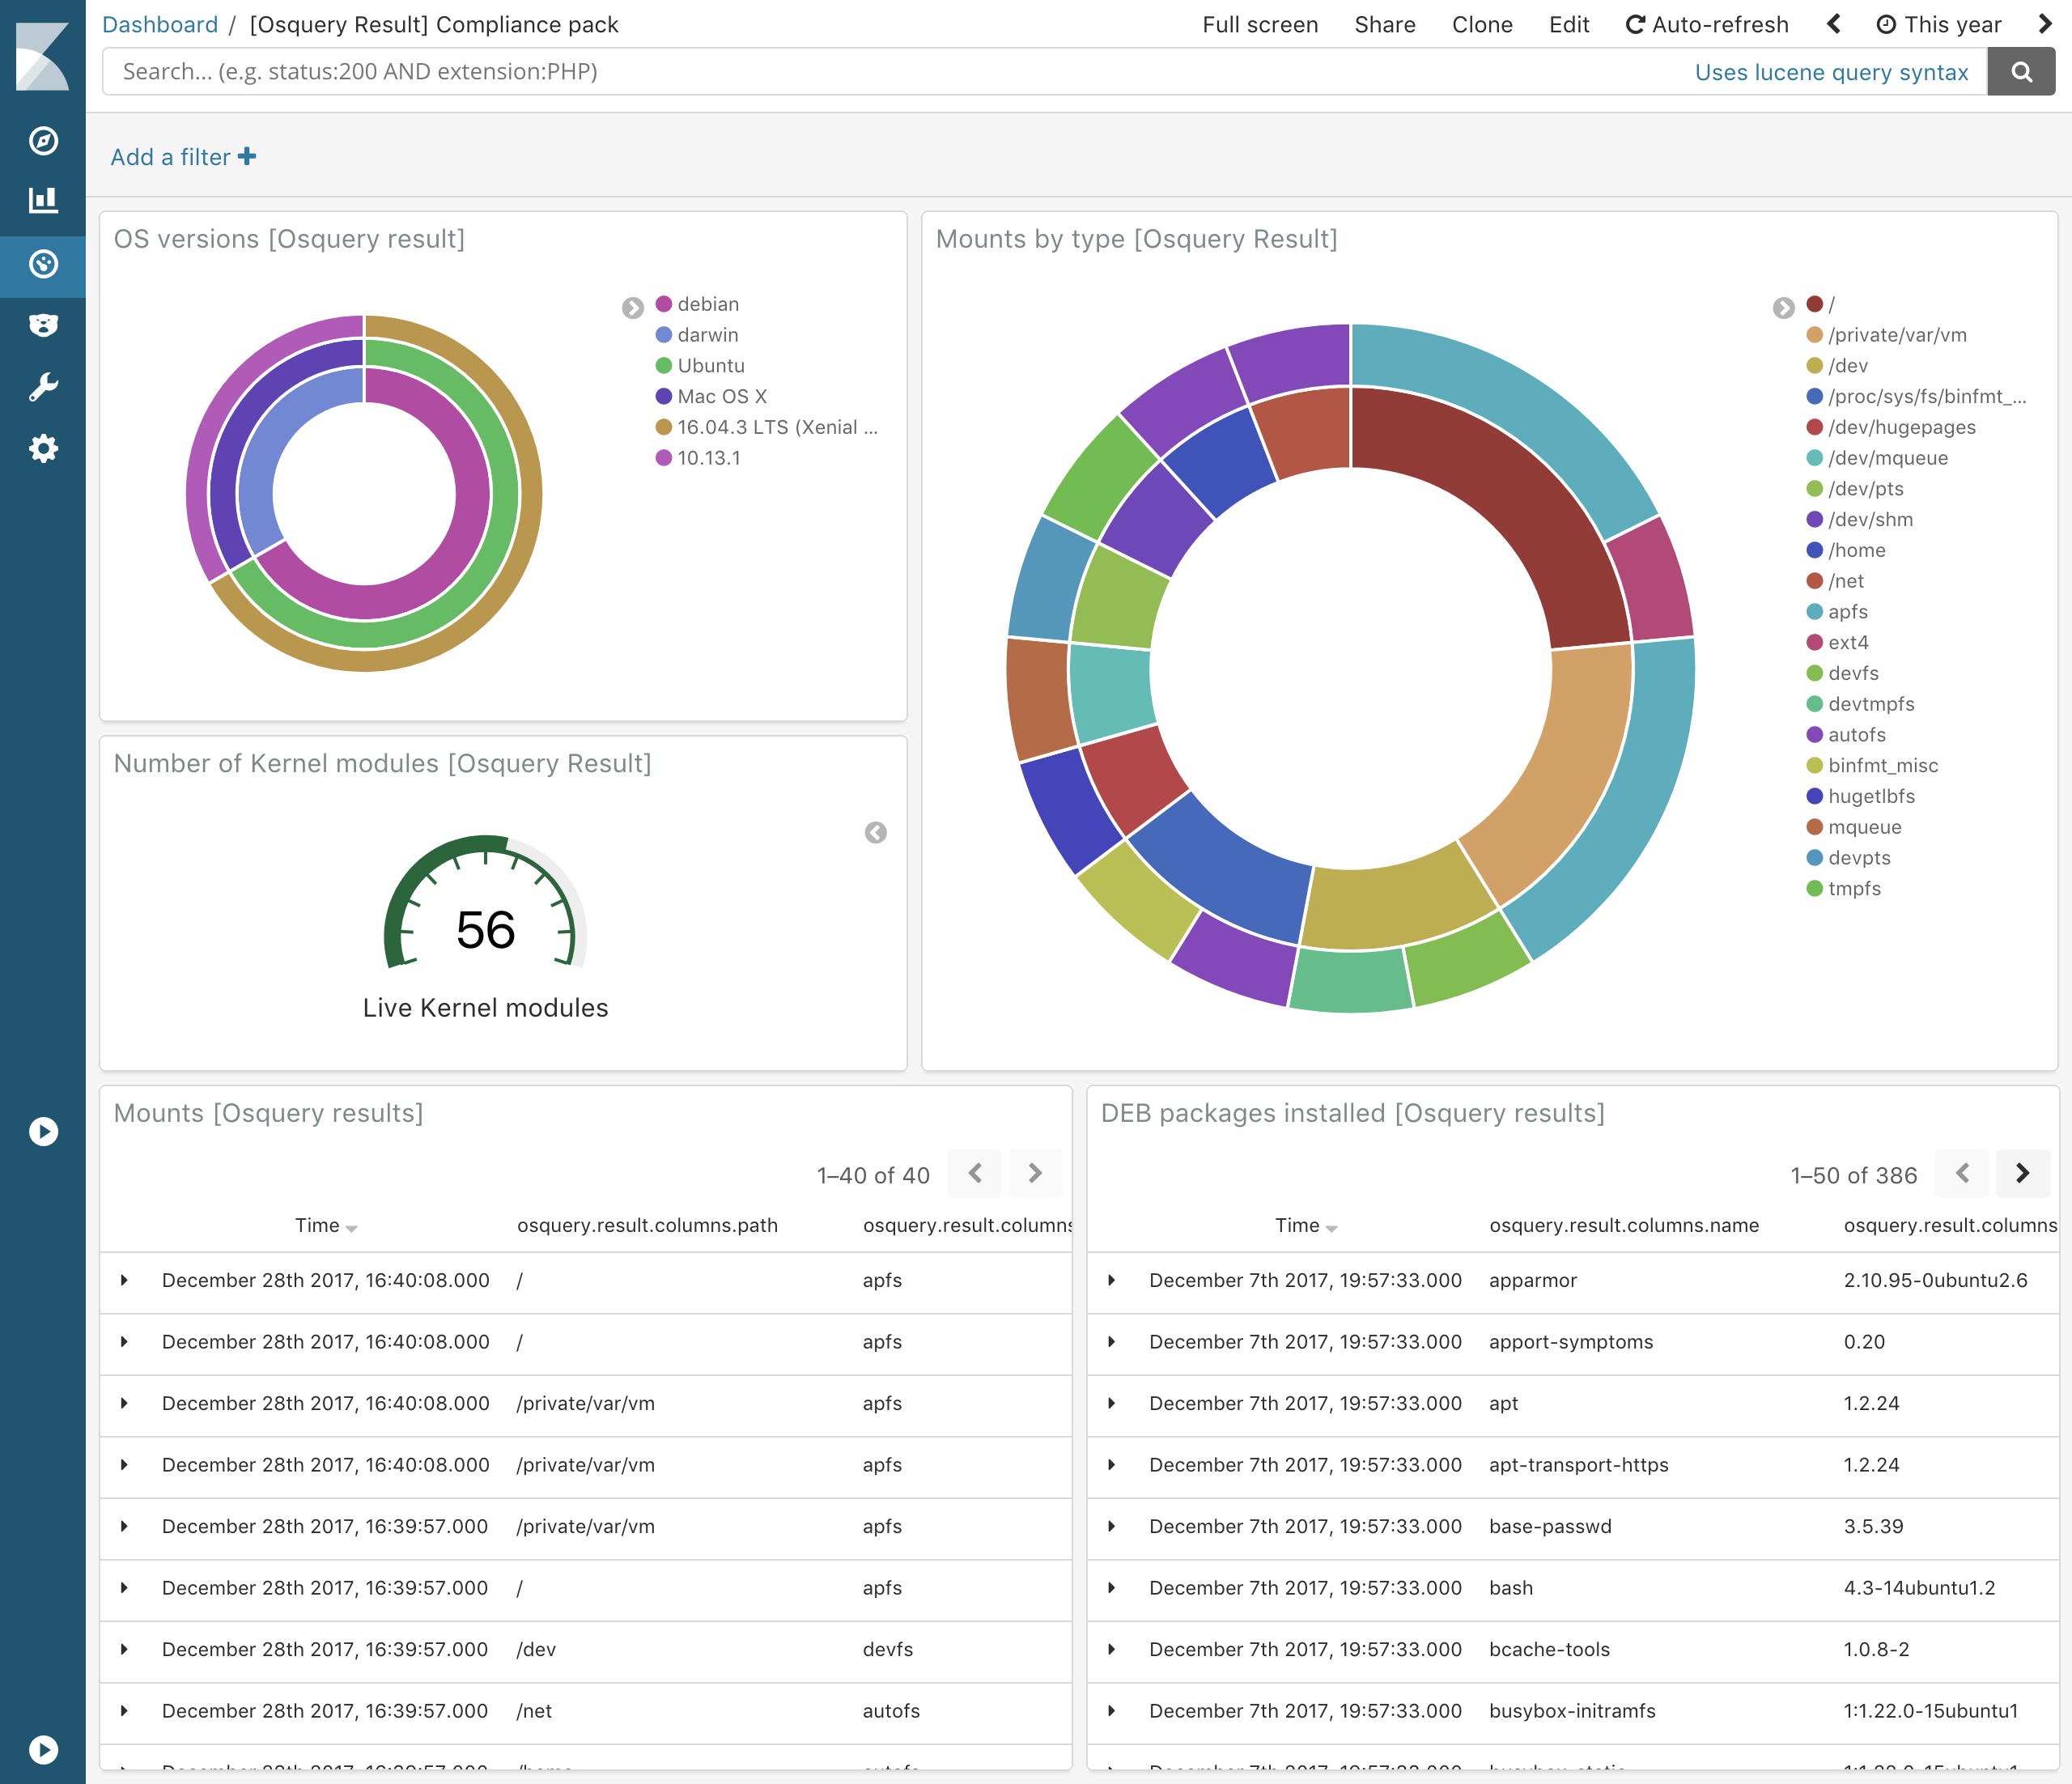 Dashboard / [Osquery Result] Compliance pack Full screen Share Clone Edit Auto-refresh This year
Search... (e.g. status:200 AND extension:PHP) Uses lucene query syntax
Add a filter
OS versions [Osquery result]
debian
darwin
Ubuntu
Mac OS X
16.04.3 LTS (Xenial ...
10.13.1
Mounts by type [Osquery Result]
/
/private/var/vm
/dev
/proc/sys/fs/binfmt_...
/dev/hugepages
/dev/mqueue
/dev/pts
/dev/shm
/home
/net
apfs
ext4
devfs
devtmpfs
autofs
binfmt_misc
hugetlbfs
mqueue
devpts
tmpfs
Number of Kernel modules [Osquery Result]
56
Live Kernel modules
Mounts [Osquery results]
1–40 of 40
Time osquery.result.columns.path osquery.result.columns
December 28th 2017, 16:40:08.000 / apfs
December 28th 2017, 16:40:08.000 / apfs
December 28th 2017, 16:40:08.000 /private/var/vm apfs
December 28th 2017, 16:40:08.000 /private/var/vm apfs
December 28th 2017, 16:39:57.000 /private/var/vm apfs
December 28th 2017, 16:39:57.000 / apfs
December 28th 2017, 16:39:57.000 /dev devfs
December 28th 2017, 16:39:57.000 /net autofs
DEB packages installed [Osquery results]
1–50 of 386
Time osquery.result.columns.name osquery.result.columns
December 7th 2017, 19:57:33.000 apparmor 2.10.95-0ubuntu2.6
December 7th 2017, 19:57:33.000 apport-symptoms 0.20
December 7th 2017, 19:57:33.000 apt 1.2.24
December 7th 2017, 19:57:33.000 apt-transport-https 1.2.24
December 7th 2017, 19:57:33.000 base-passwd 3.5.39
December 7th 2017, 19:57:33.000 bash 4.3-14ubuntu1.2
December 7th 2017, 19:57:33.000 bcache-tools 1.0.8-2
December 7th 2017, 19:57:33.000 busybox-initramfs 1:1.22.0-15ubuntu1